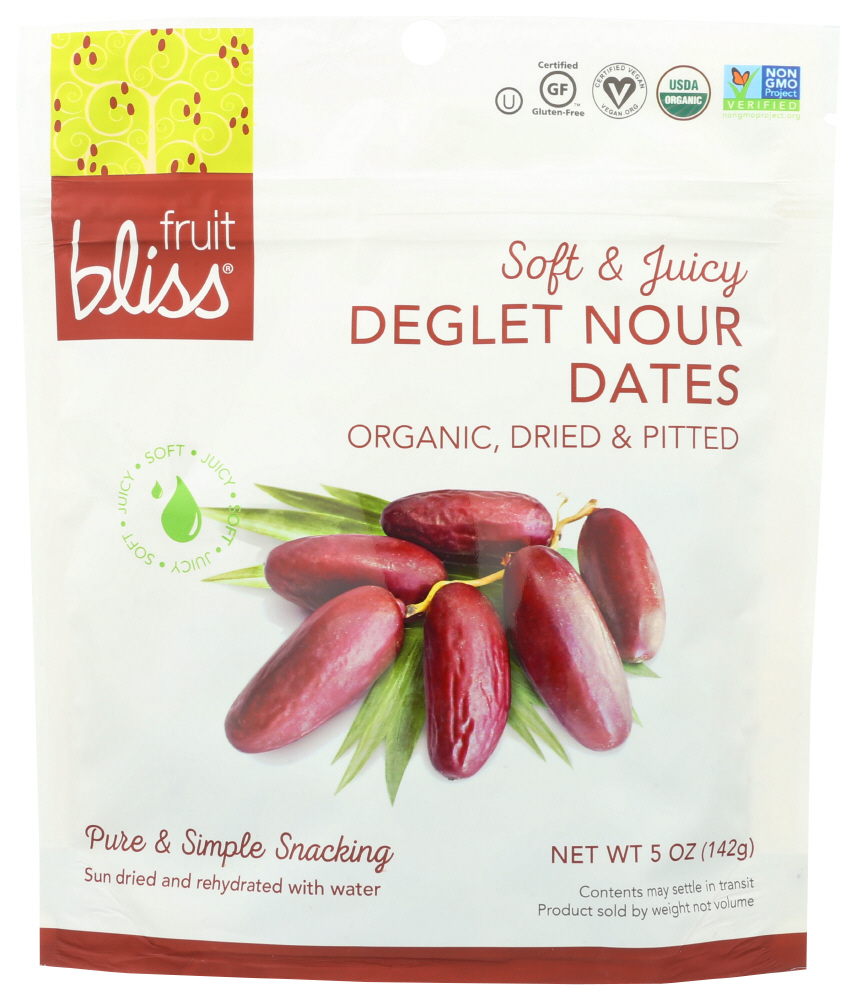 Certified
GF
Gluten-Free™
U
CERTIFIED VEGAN
V
VEGAN.ORG
USDA
ORGANIC
NON
GMO
Project
VERIFIED
nongmoproject.org
fruit
bliss®
Soft & Juicy
DEGLET NOUR
DATES
ORGANIC, DRIED & PITTED
SOFT • JUICY • SOFT • JUICY • SOFT • JUICY •
Pure & Simple Snacking
Sun dried and rehydrated with water
NET WT 5 OZ (142g)
Contents may settle in transit
Product sold by weight not volume